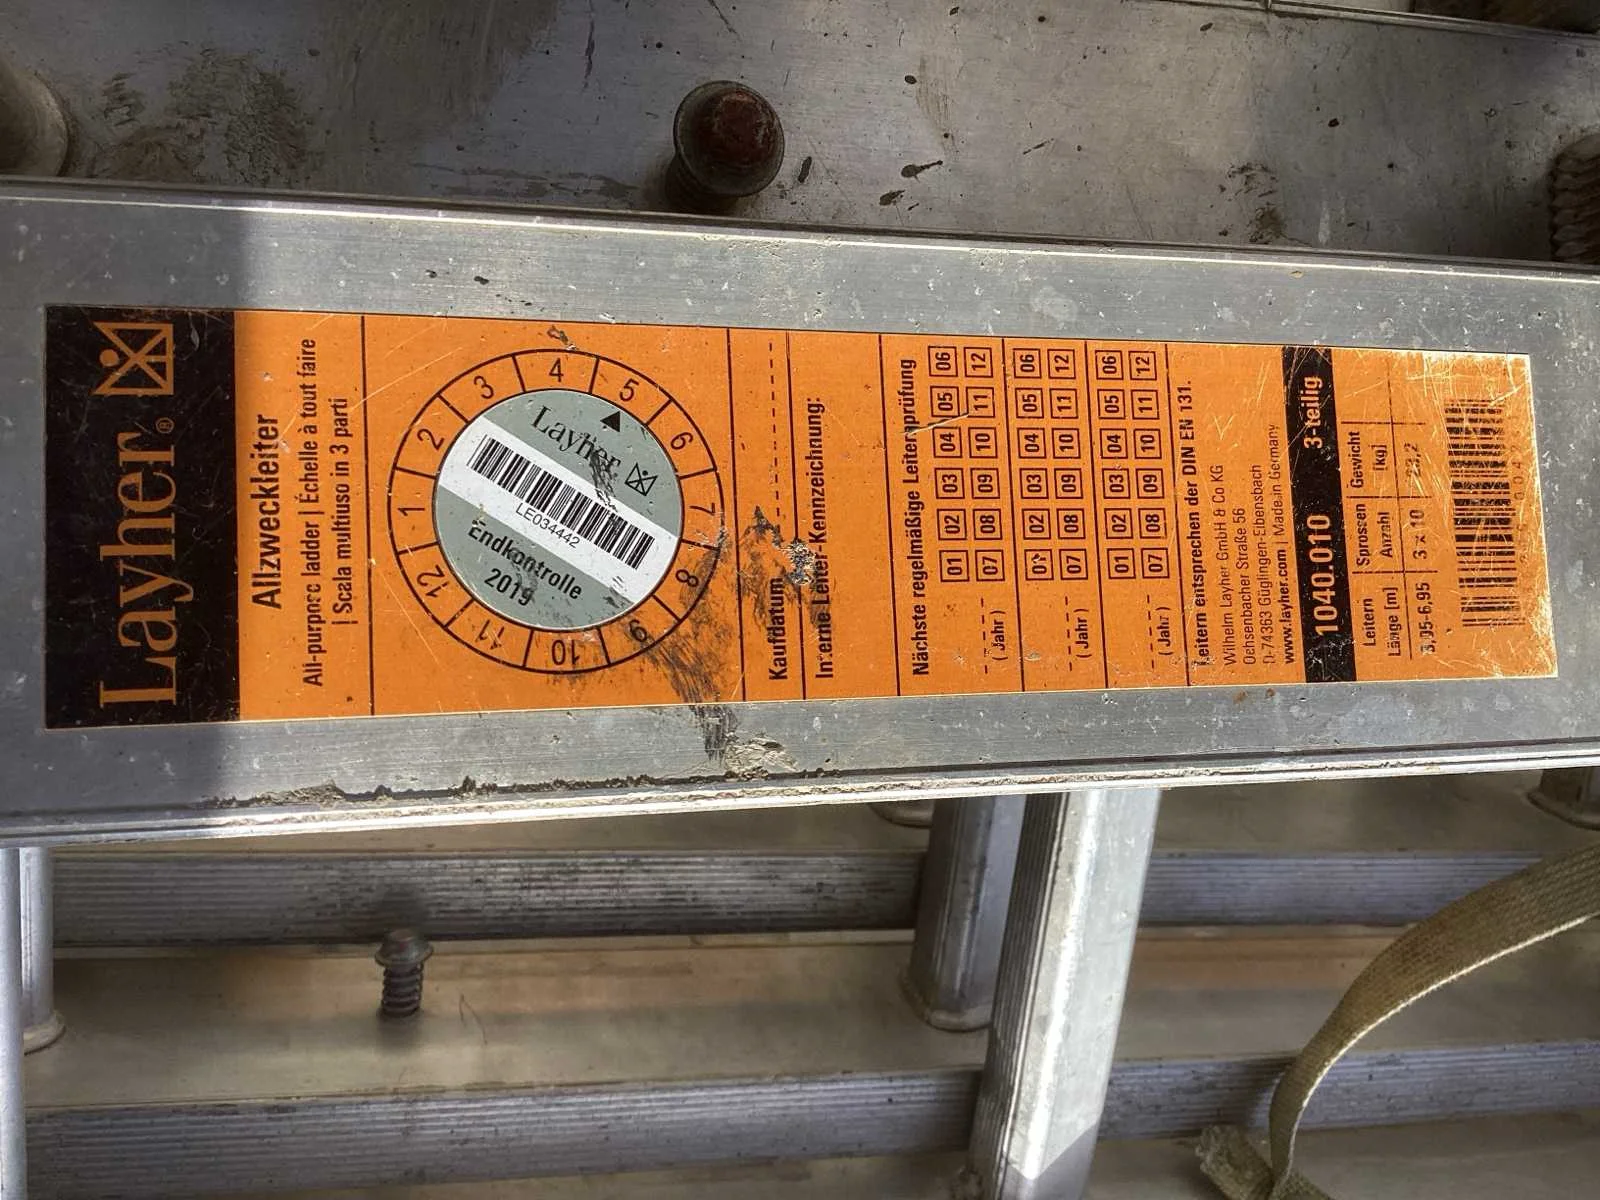 Layher®
Allzweckleiter
All-purpose ladder | Échelle à tout faire
| Scala multiuso in 3 parti
1 2 3 4 5 6 7 8 9 10 11 12
Layher
LE034442
Endkontrolle
2019
Kaufdatum
Interne Leiter-Kennzeichnung:
Nächste regelmäßige Leiterprüfung
01 02 03 04 05 06
07 08 09 10 11 12
( Jahr )
01 02 03 04 05 06
07 08 09 10 11 12
( Jahr )
01 02 03 04 05 06
07 08 09 10 11 12
( Jahr )
Leitern entsprechen der DIN EN 131.
Wilhelm Layher GmbH & Co KG
Ochsenbacher Straße 56
D-74363 Güglingen-Eibensbach
www.layher.com | Made in Germany
1040.010 3-teilig
Leitern Sprossen Gewicht
Länge [m] Anzahl [kg]
3,05-6,95 3 x 10